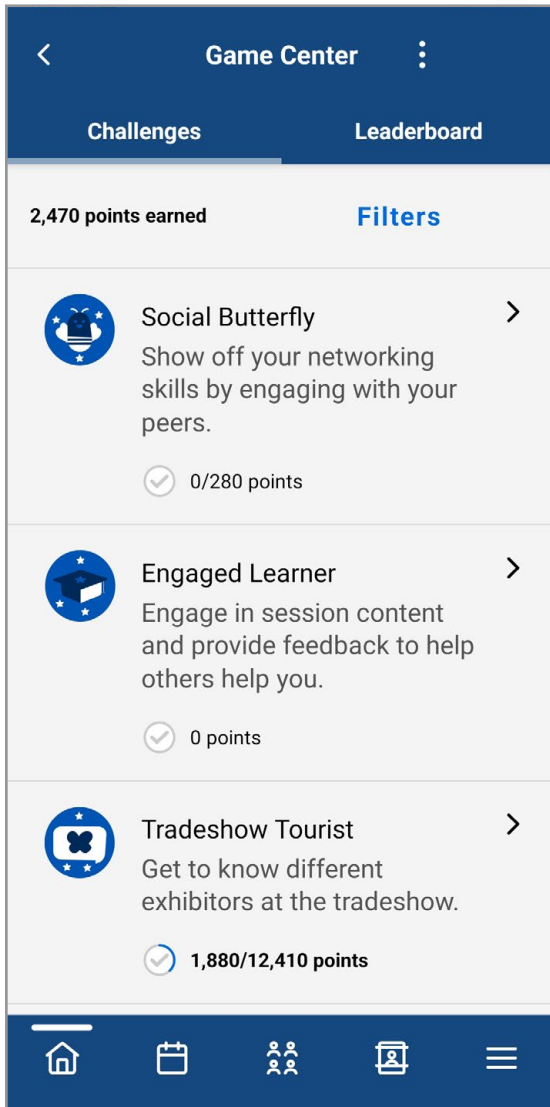 Game Center
Challenges
Leaderboard
2,470 points earned
Filters
Social Butterfly
Show off your networking
skills by engaging with your
peers.
0/280 points
Engaged Learner
Engage in session content
and provide feedback to help
others help you.
0 points
Tradeshow Tourist
Get to know different
exhibitors at the tradeshow.
1,880/12,410 points